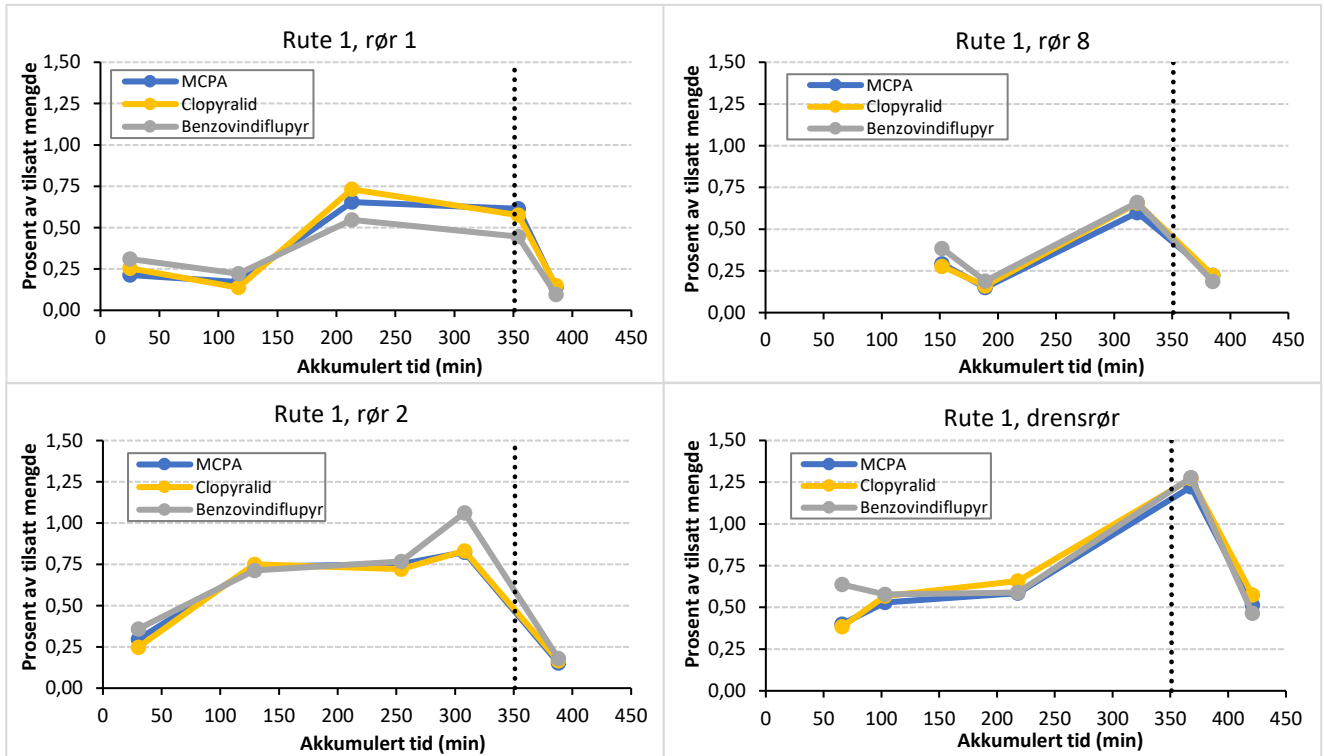 Rute 1, rør 1
Prosent av tilsatt mengde
1,50
1,25
1,00
0,75
0,50
0,25
0,00
MCPA
Clopyralid
Benzovindiflupyr
0 50 100 150 200 250 300 350 400 450
Akkumulert tid (min)
Rute 1, rør 8
Prosent av tilsatt mengde
1,50
1,25
1,00
0,75
0,50
0,25
0,00
MCPA
Clopyralid
Benzovindiflupyr
0 50 100 150 200 250 300 350 400 450
Akkumulert tid (min)
Rute 1, rør 2
Prosent av tilsatt mengde
1,50
1,25
1,00
0,75
0,50
0,25
0,00
MCPA
Clopyralid
Benzovindiflupyr
0 50 100 150 200 250 300 350 400 450
Akkumulert tid (min)
Rute 1, drensrør
Prosent av tilsatt mengde
1,50
1,25
1,00
0,75
0,50
0,25
0,00
MCPA
Clopyralid
Benzovindiflupyr
0 50 100 150 200 250 300 350 400 450
Akkumulert tid (min)